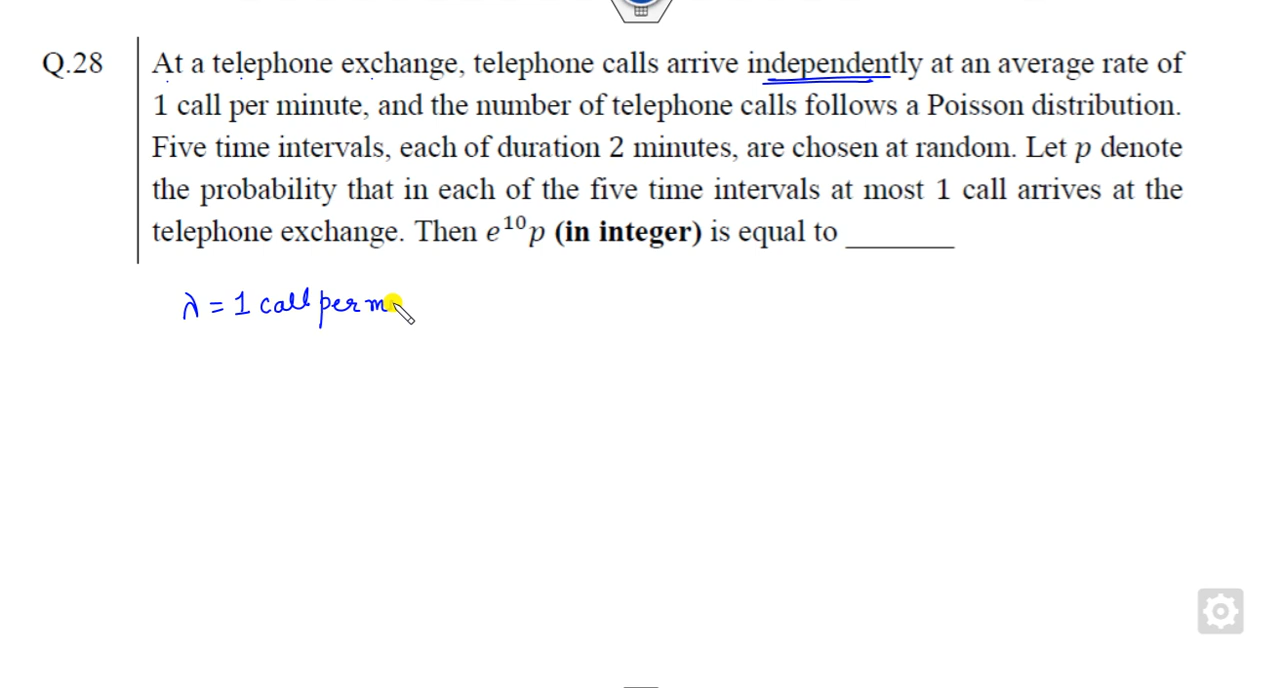 Q.28 At a telephone exchange, telephone calls arrive independently at an average rate of
1 call per minute, and the number of telephone calls follows a Poisson distribution.
Five time intervals, each of duration 2 minutes, are chosen at random. Let p denote
the probability that in each of the five time intervals at most 1 call arrives at the
telephone exchange. Then e¹⁰p (in integer) is equal to ________
λ = 1 call per m